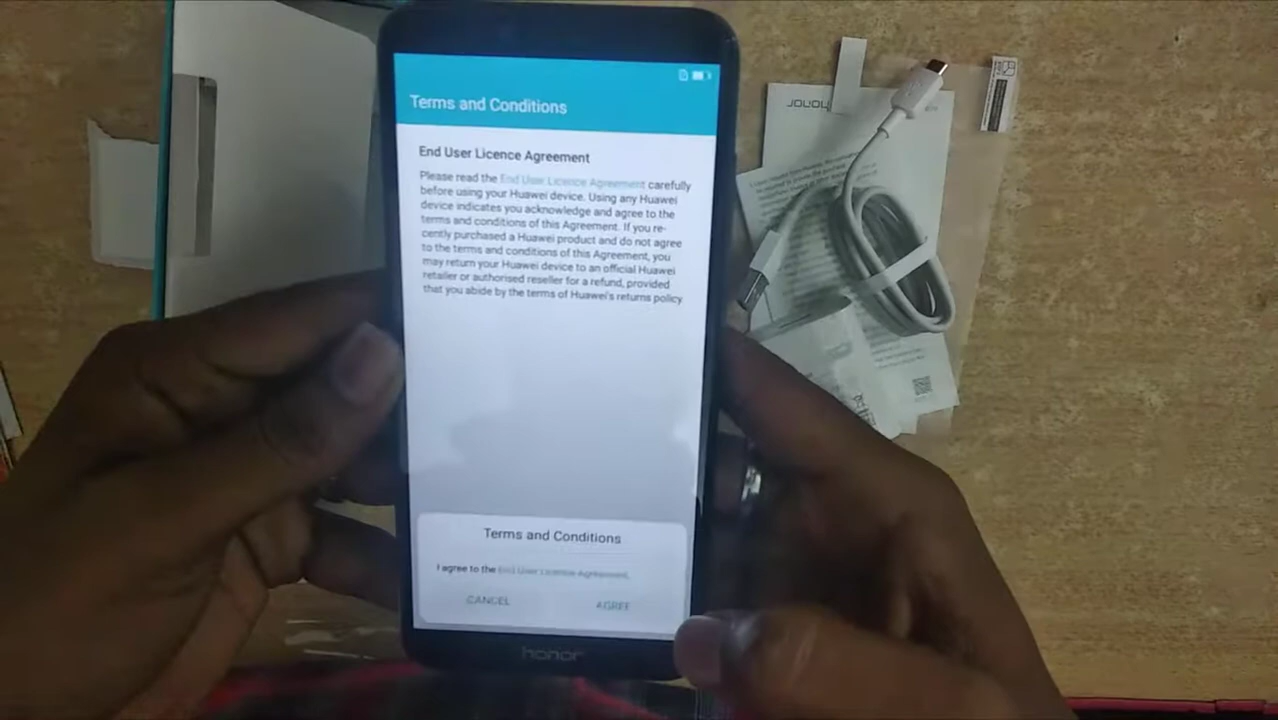 Terms and Conditions
End User Licence Agreement
Please read the End User Licence Agreement carefully
before using your Huawei device. Using any Huawei
device indicates you acknowledge and agree to the
terms and conditions of this Agreement. If you re-
cently purchased a Huawei product and do not agree
to the terms and conditions of this Agreement, you
may return your Huawei device to an official Huawei
retailer or authorised reseller for a refund, provided
that you abide by the terms of Huawei's returns policy
Terms and Conditions
I agree to the End User Licence Agreement.
CANCEL AGREE
honor